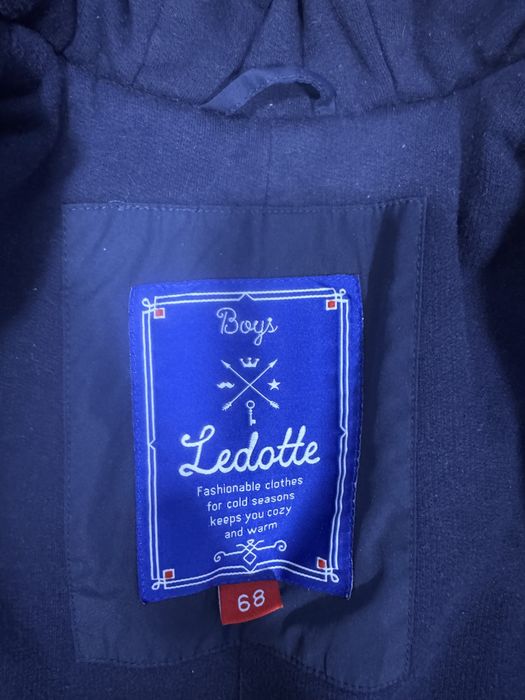 Boys
Ledotte
Fashionable clothes
for cold seasons
keeps you cozy
and warm
68